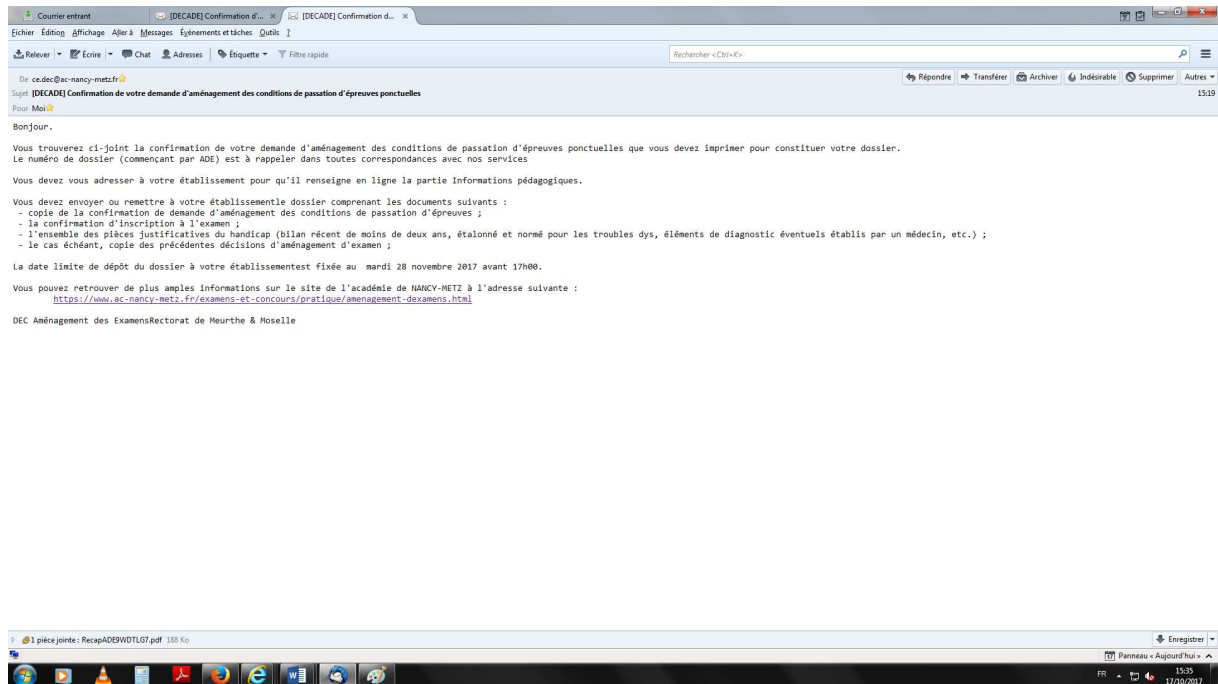 Courrier entrant
[DECADE] Confirmation d'... ×
[DECADE] Confirmation d... ×
Fichier Édition Affichage Aller à Messages Évènements et tâches Outils ?
Relever Écrire Chat Adresses Étiquette Filtre rapide
Rechercher <Ctrl+K>
De ce.dec@ac-nancy-metz.fr
Répondre Transférer Archiver Indésirable Supprimer Autres
Sujet [DECADE] Confirmation de votre demande d'aménagement des conditions de passation d'épreuves ponctuelles
15:19
Pour Moi
Bonjour.
Vous trouverez ci-joint la confirmation de votre demande d'aménagement des conditions de passation d'épreuves ponctuelles que vous devez imprimer pour constituer votre dossier.
Le numéro de dossier (commençant par ADE) est à rappeler dans toutes correspondances avec nos services
Vous devez vous adresser à votre établissement pour qu'il renseigne en ligne la partie Informations pédagogiques.
Vous devez envoyer ou remettre à votre établissementle dossier comprenant les documents suivants :
- copie de la confirmation de demande d'aménagement des conditions de passation d'épreuves ;
- la confirmation d'inscription à l'examen ;
- l'ensemble des pièces justificatives du handicap (bilan récent de moins de deux ans, étalonné et normé pour les troubles dys, éléments de diagnostic éventuels établis par un médecin, etc.) ;
- le cas échéant, copie des précédentes décisions d'aménagement d'examen ;
La date limite de dépôt du dossier à votre établissementest fixée au mardi 28 novembre 2017 avant 17h00.
Vous pouvez retrouver de plus amples informations sur le site de l'académie de NANCY-METZ à l'adresse suivante :
https://www.ac-nancy-metz.fr/examens-et-concours/pratique/amenagement-dexamens.html
DEC Aménagement des ExamensRectorat de Meurthe & Moselle
1 pièce jointe : RecapADE9WDTLG7.pdf 188 Ko
Enregistrer
17 Panneau « Aujourd'hui »
FR
15:35
17/10/2017